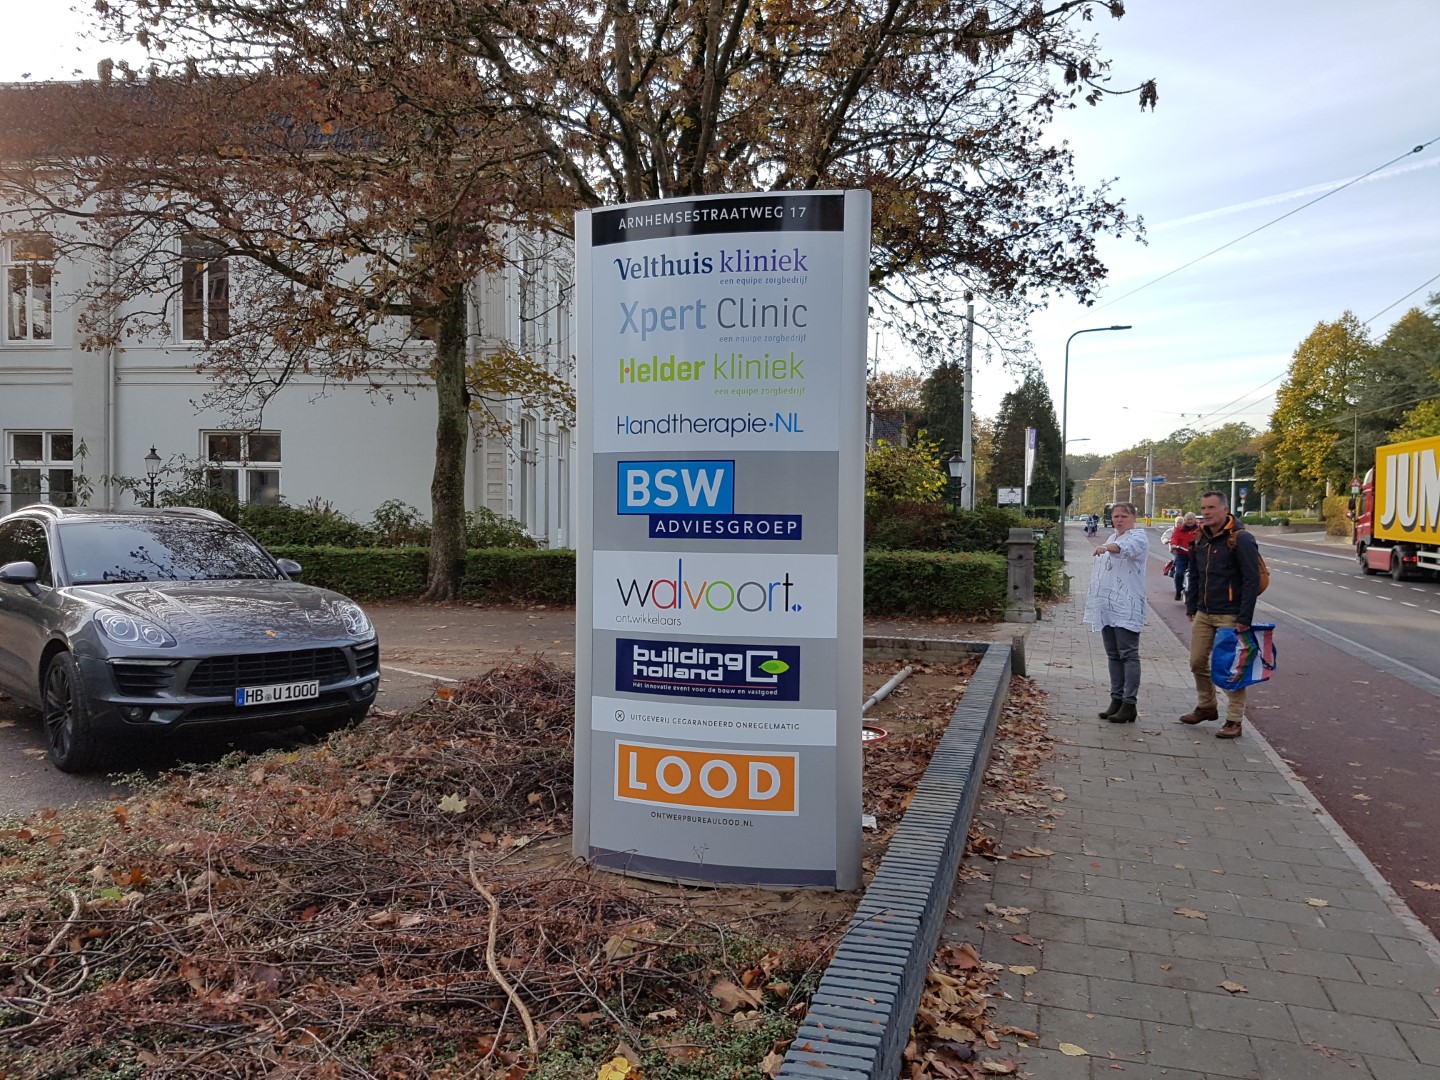 ARNHEMSESTRAATWEG 17
Velthuis kliniek
een equipe zorgbedrijf
Xpert Clinic
een equipe zorgbedrijf
Helder kliniek
een equipe zorgbedrijf
Handtherapie·NL
BSW
ADVIESGROEP
walvoort
ontwikkelaars
building
holland
Hét innovatie event voor de bouw en vastgoed
UITGEVERIJ GEGARANDEERD ONREGELMATIG
LOOD
ONTWERPBUREAULOOD.NL
HB U 1000
JUM